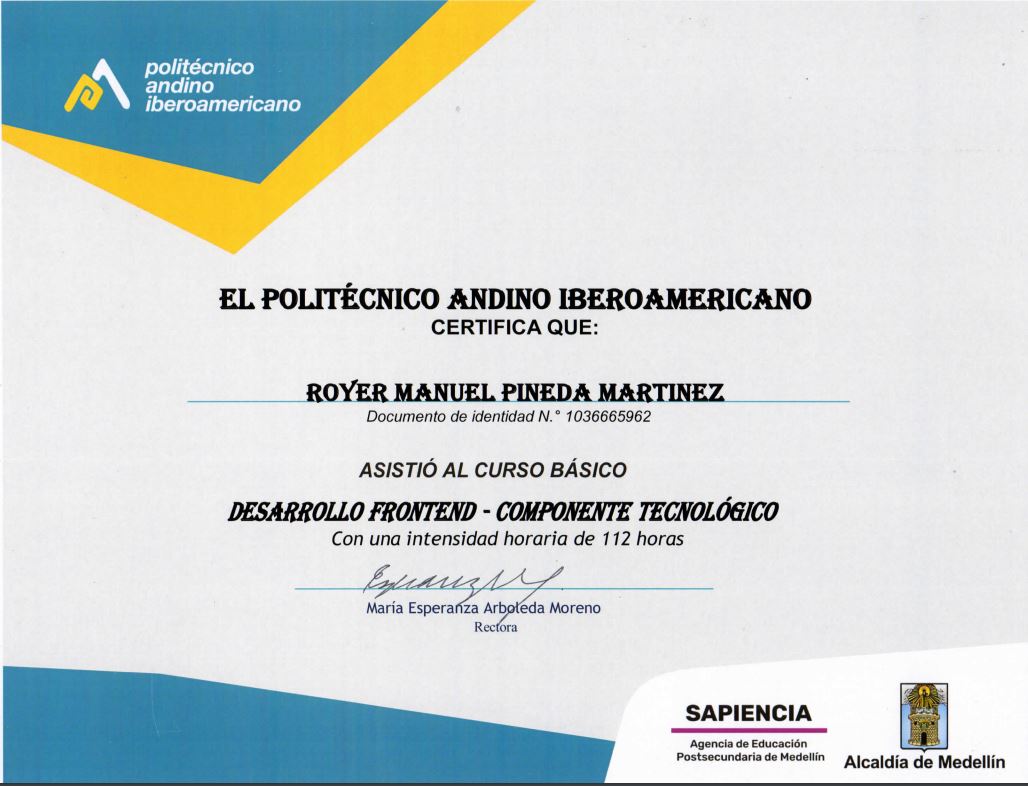 politécnico
andino
iberoamericano
EL POLITÉCNICO ANDINO IBEROAMERICANO
CERTIFICA QUE:
ROYER MANUEL PINEDA MARTINEZ
Documento de identidad N.° 1036665962
ASISTIÓ AL CURSO BÁSICO
DESARROLLO FRONTEND - COMPONENTE TECNOLÓGICO
Con una intensidad horaria de 112 horas
María Esperanza Arboleda Moreno
Rectora
SAPIENCIA
Agencia de Educación
Postsecundaria de Medellín
Alcaldía de Medellín